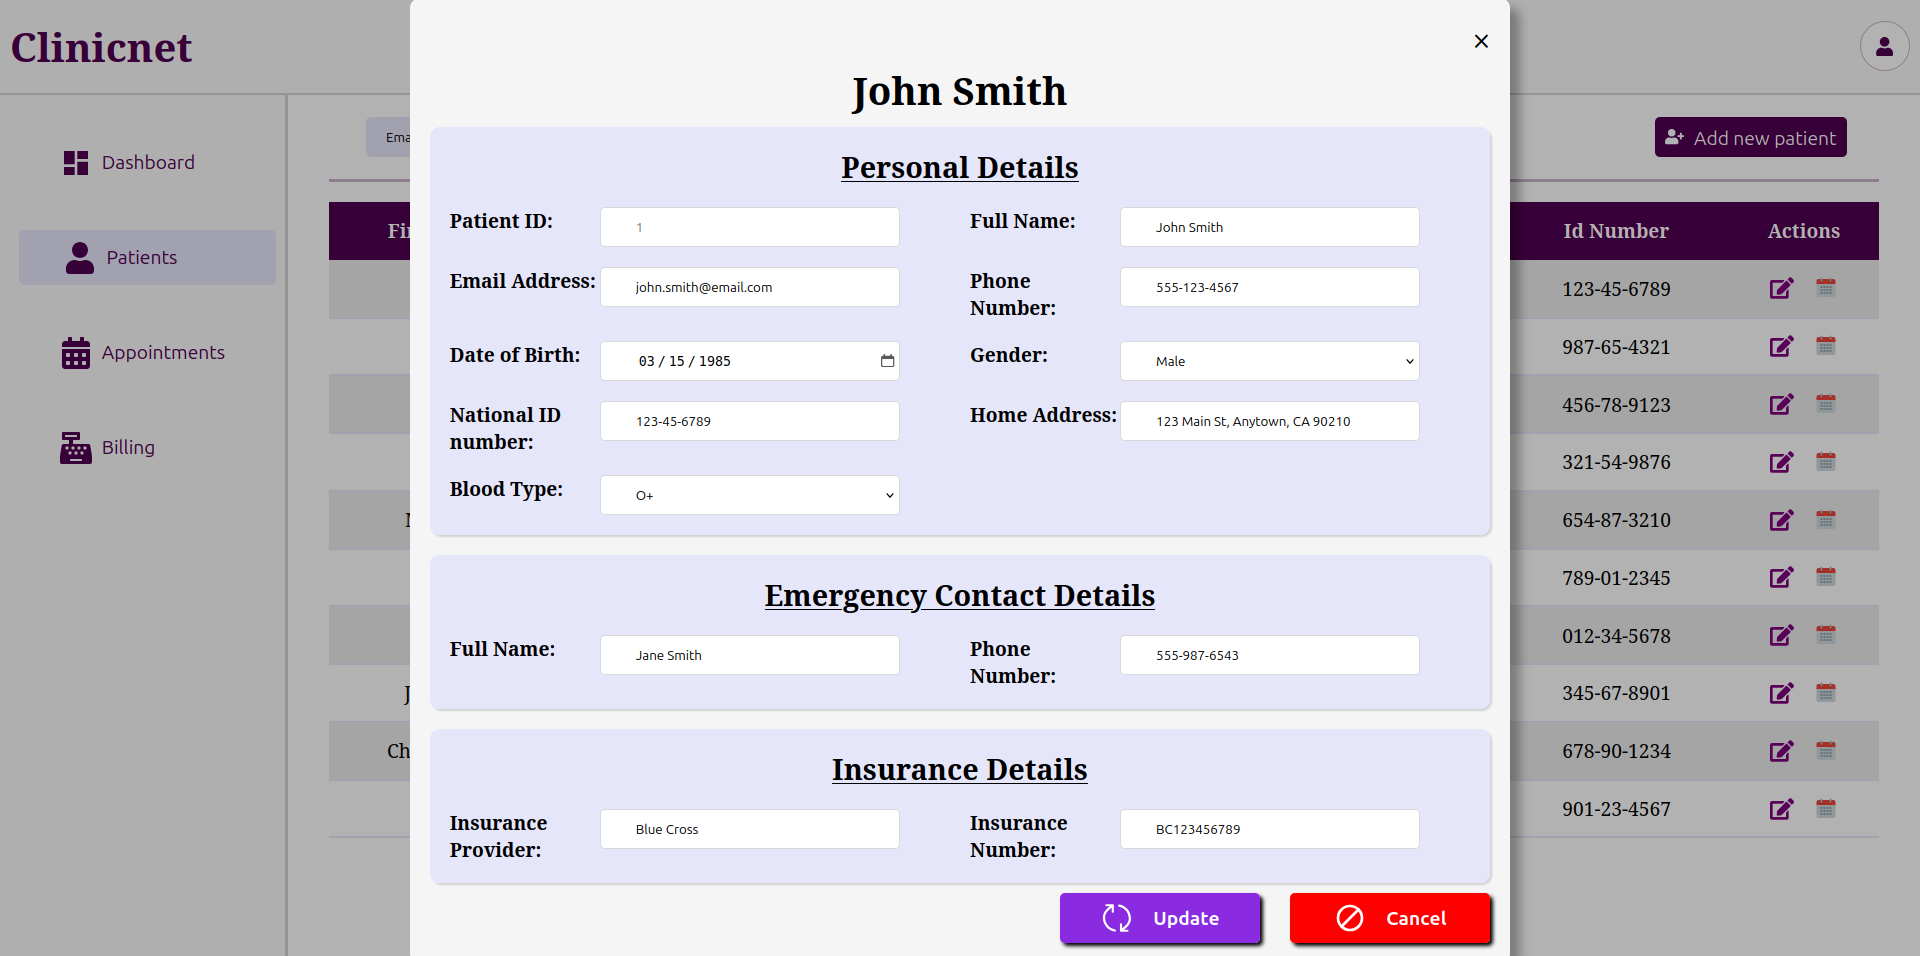 Clinicnet
Dashboard
Patients
Appointments
Billing
Add new patient
Id Number
Actions
123-45-6789
987-65-4321
456-78-9123
321-54-9876
654-87-3210
789-01-2345
012-34-5678
345-67-8901
678-90-1234
901-23-4567
John Smith
Personal Details
Patient ID: 1
Full Name: John Smith
Email Address: john.smith@email.com
Phone Number: 555-123-4567
Date of Birth: 03 / 15 / 1985
Gender: Male
National ID number: 123-45-6789
Home Address: 123 Main St, Anytown, CA 90210
Blood Type: O+
Emergency Contact Details
Full Name: Jane Smith
Phone Number: 555-987-6543
Insurance Details
Insurance Provider: Blue Cross
Insurance Number: BC123456789
Update
Cancel